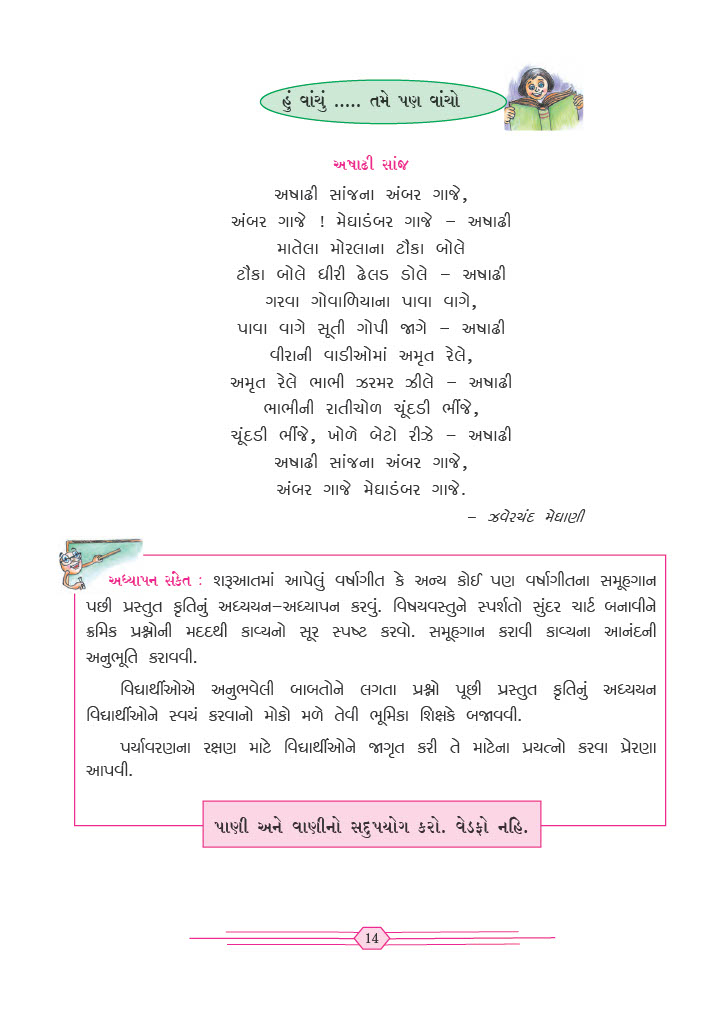 હું વાંચું ..... તમે પણ વાંચો
અષાઢી સાંજ
અષાઢી સાંજના અંબર ગાજે,
અંબર ગાજે ! મેઘાડંબર ગાજે – અષાઢી
માતેલા મોરલાના ટૌકા બોલે
ટૌકા બોલે ધીરી ઢેલડ ડોલે – અષાઢી
ગરવા ગોવાળિયાના પાવા વાગે,
પાવા વાગે સૂતી ગોપી જાગે – અષાઢી
વીરાની વાડીઓમાં અમૃત રેલે,
અમૃત રેલે ભાભી ઝરમર ઝીલે – અષાઢી
ભાભીની રાતીચોળ ચૂંદડી ભીંજે,
ચૂંદડી ભીંજે, ખોળે બેટો રીઝે – અષાઢી
અષાઢી સાંજના અંબર ગાજે,
અંબર ગાજે મેઘાડંબર ગાજે.
– ઝવેરચંદ મેઘાણી
અધ્યાપન સંકેત : શરૂઆતમાં આપેલું વર્ષાગીત કે અન્ય કોઈ પણ વર્ષાગીતના સમૂહગાન
પછી પ્રસ્તુત કૃતિનું અધ્યયન–અધ્યાપન કરવું. વિષયવસ્તુને સ્પર્શતો સુંદર ચાર્ટ બનાવીને
ક્રમિક પ્રશ્નોની મદદથી કાવ્યનો સૂર સ્પષ્ટ કરવો. સમૂહગાન કરાવી કાવ્યના આનંદની
અનુભૂતિ કરાવવી.
વિદ્યાર્થીઓએ અનુભવેલી બાબતોને લગતા પ્રશ્નો પૂછી પ્રસ્તુત કૃતિનું અધ્યયન
વિદ્યાર્થીઓને સ્વયં કરવાનો મોકો મળે તેવી ભૂમિકા શિક્ષકે બજાવવી.
પર્યાવરણના રક્ષણ માટે વિદ્યાર્થીઓને જાગૃત કરી તે માટેના પ્રયત્નો કરવા પ્રેરણા
આપવી.
પાણી અને વાણીનો સદુપયોગ કરો. વેડફો નહિ.
14